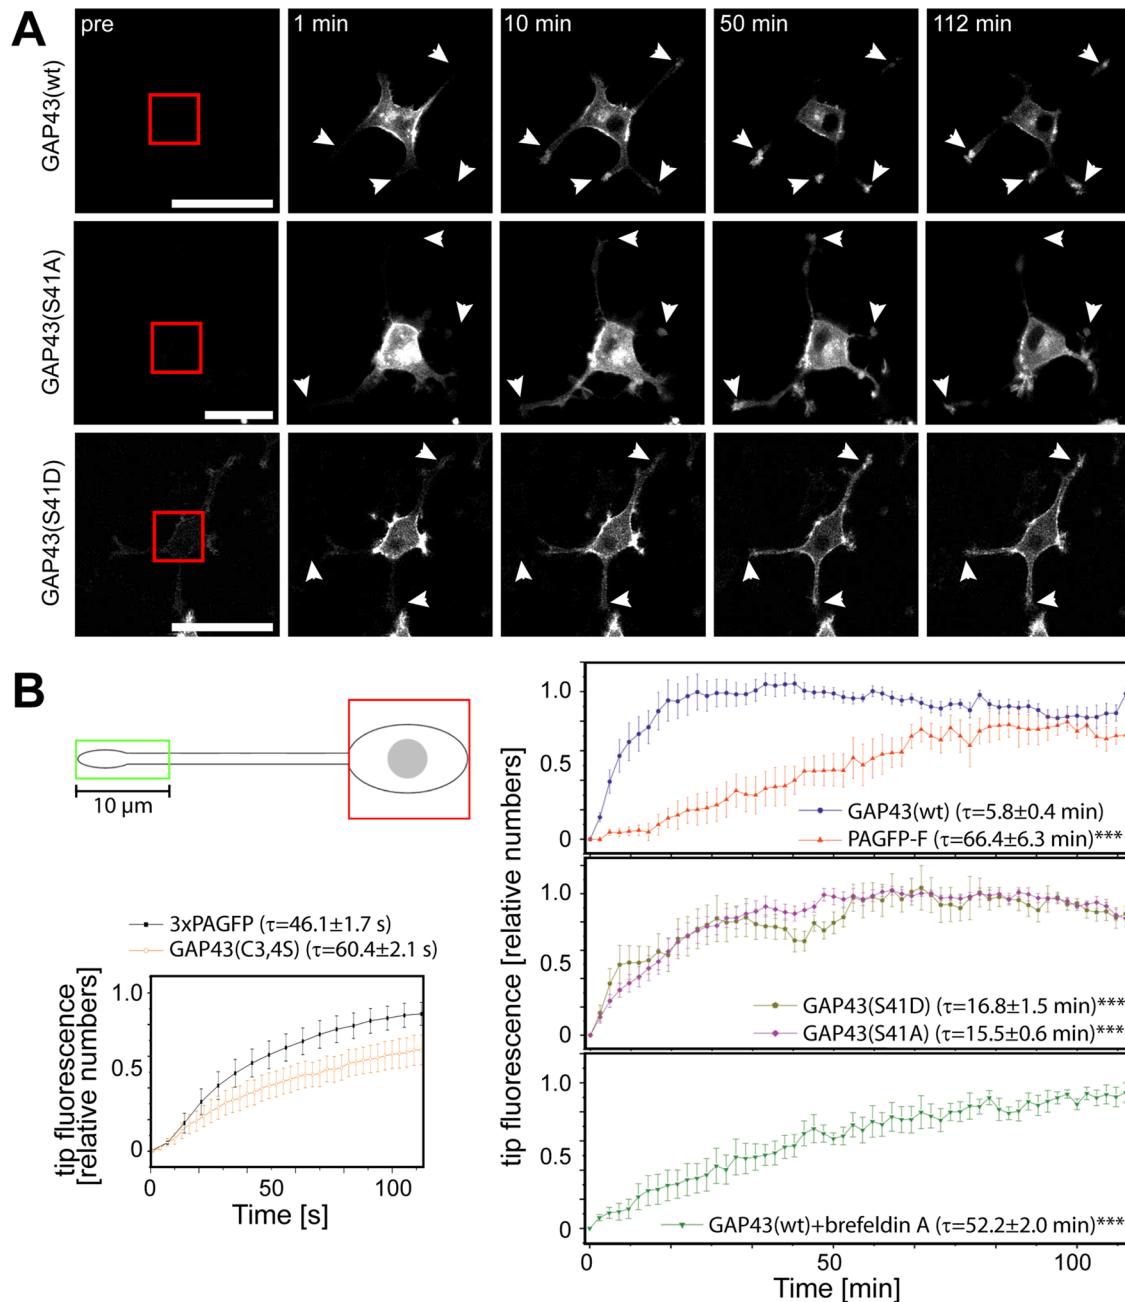 A
pre
1 min
10 min
50 min
112 min
GAP43(wt)
GAP43(S41A)
GAP43(S41D)
B
10 µm
3xPAGFP (τ=46.1±1.7 s)
GAP43(C3,4S) (τ=60.4±2.1 s)
tip fluorescence
[relative numbers]
1.0
0.5
0
0
50
100
Time [s]
tip fluorescence [relative numbers]
1.0
0.5
0
GAP43(wt) (τ=5.8±0.4 min)
PAGFP-F (τ=66.4±6.3 min)***
1.0
0.5
0
GAP43(S41D) (τ=16.8±1.5 min)***
GAP43(S41A) (τ=15.5±0.6 min)***
1.0
0.5
0
GAP43(wt)+brefeldin A (τ=52.2±2.0 min)***
0
50
100
Time [min]